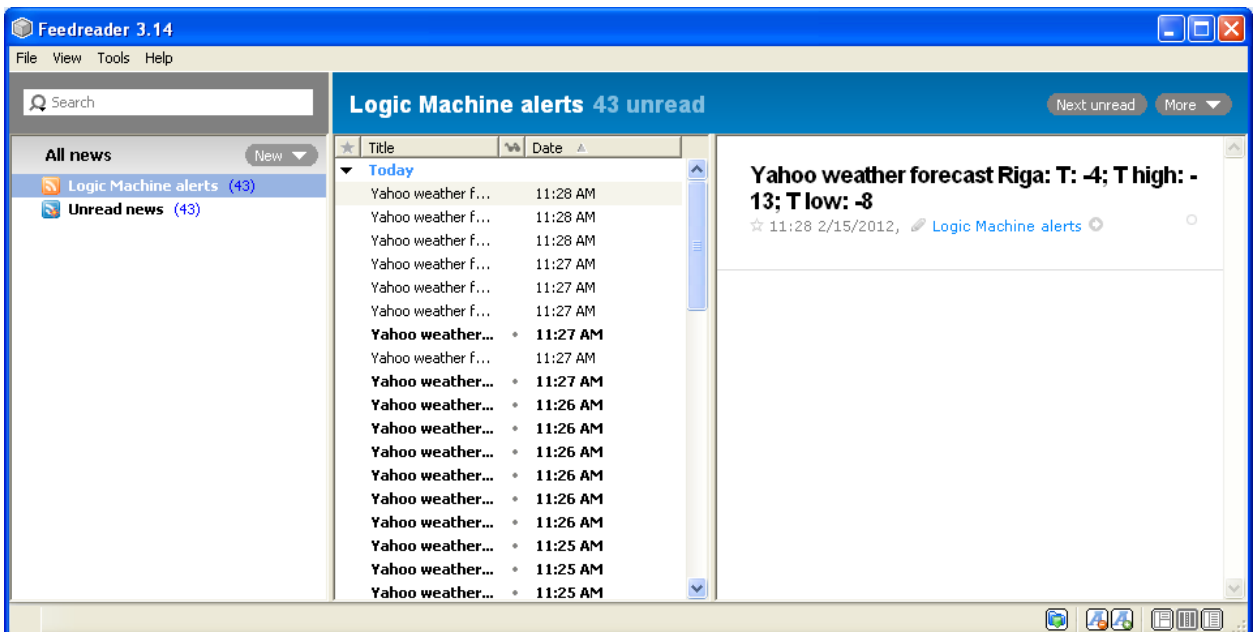 Feedreader 3.14
File View Tools Help
Search
Logic Machine alerts 43 unread
Next unread
More
All news
New
Logic Machine alerts (43)
Unread news (43)
Title Date
Today
Yahoo weather f... 11:28 AM
Yahoo weather f... 11:28 AM
Yahoo weather f... 11:28 AM
Yahoo weather f... 11:27 AM
Yahoo weather f... 11:27 AM
Yahoo weather f... 11:27 AM
Yahoo weather... 11:27 AM
Yahoo weather f... 11:27 AM
Yahoo weather... 11:27 AM
Yahoo weather... 11:26 AM
Yahoo weather... 11:26 AM
Yahoo weather... 11:26 AM
Yahoo weather... 11:26 AM
Yahoo weather... 11:26 AM
Yahoo weather... 11:26 AM
Yahoo weather... 11:25 AM
Yahoo weather... 11:25 AM
Yahoo weather... 11:25 AM
Yahoo weather forecast Riga: T: -4; T high: -
13; T low: -8
11:28 2/15/2012, Logic Machine alerts